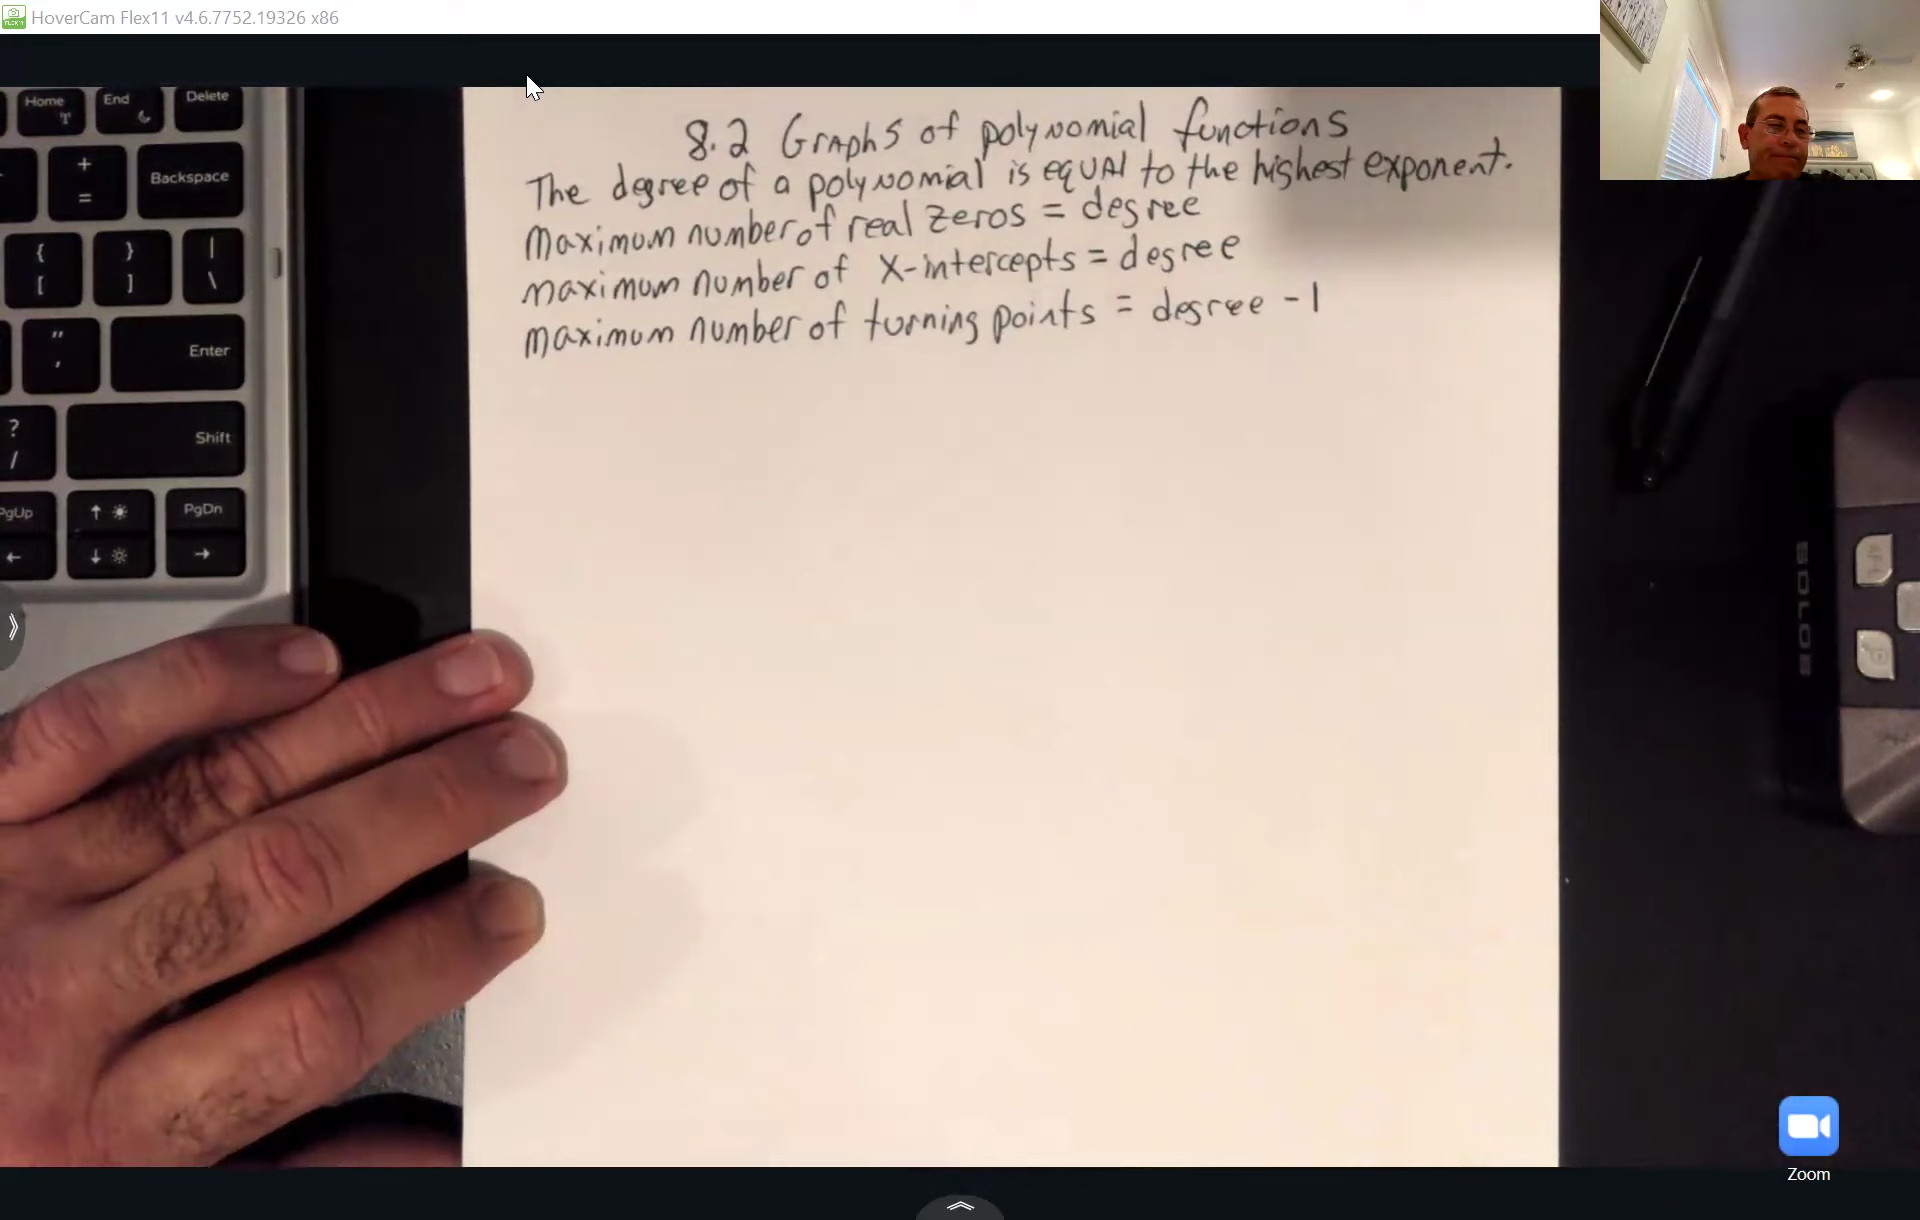 HoverCam Flex11 v4.6.7752.19326 x86
8.2 Graphs of polynomial functions
The degree of a polynomial is equal to the highest exponent.
Maximum number of real zeros = degree
maximum number of x-intercepts = degree
maximum number of turning points = degree - 1
Home
End
Delete
+
=
Backspace
{
[
}
]
|
\
"
,
Enter
?
/
Shift
PgUp
↑
PgDn
←
↓
→
BOLOB
Zoom